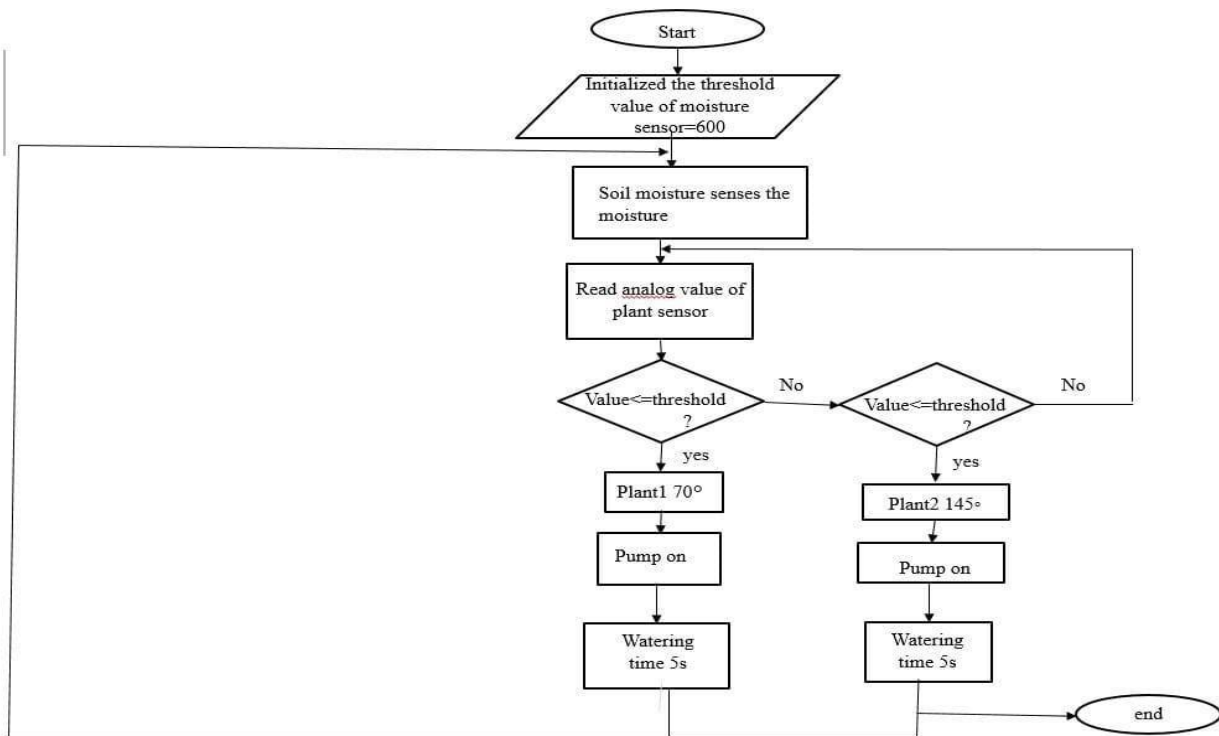 Start
Initialized the threshold
value of moisture
sensor=600
Soil moisture senses the
moisture
Read analog value of
plant sensor
Value<=threshold
?
No
Value<=threshold
?
No
yes
yes
Plant1 70°
Plant2 145∘
Pump on
Pump on
Watering
time 5s
Watering
time 5s
end